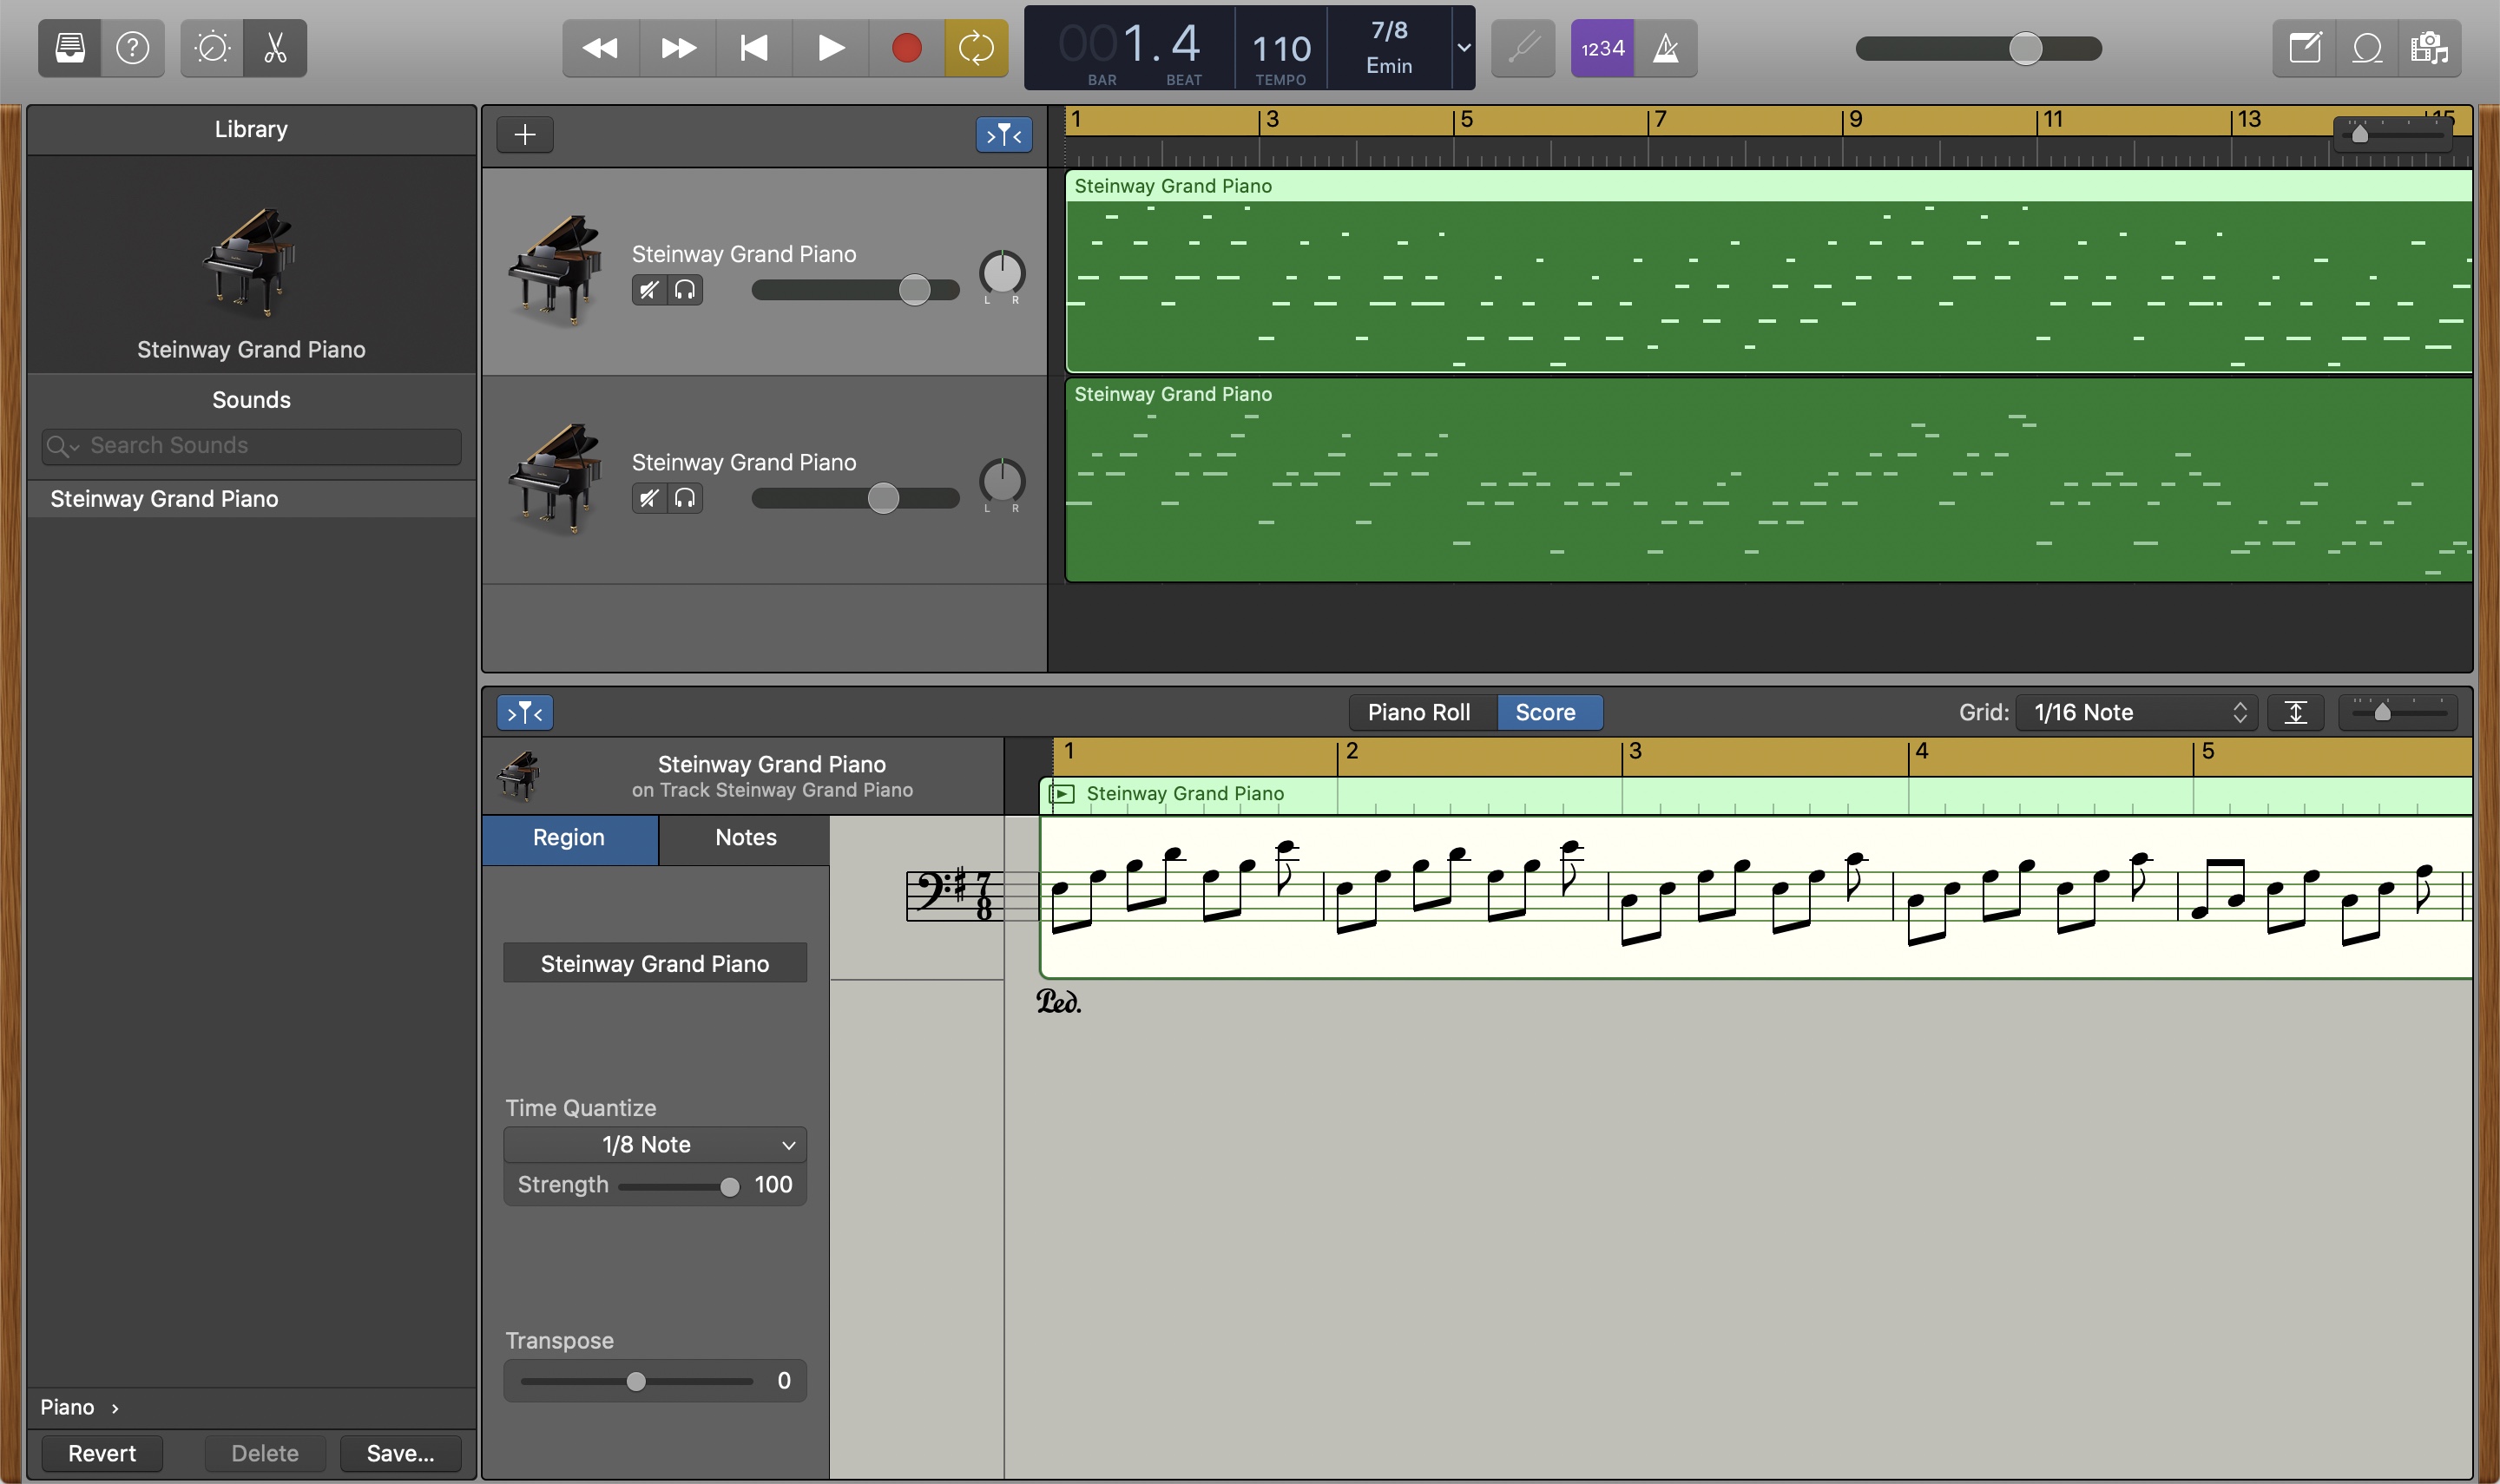 001. 4
BAR BEAT
110
TEMPO
7/8
Emin
1234
Library
Steinway Grand Piano
Sounds
Search Sounds
Steinway Grand Piano
Piano
Revert
Delete
Save...
1 3 5 7 9 11 13 15
Steinway Grand Piano
L R
Steinway Grand Piano
Steinway Grand Piano
L R
Steinway Grand Piano
Piano Roll
Score
Grid: 1/16 Note
Steinway Grand Piano
on Track Steinway Grand Piano
1 2 3 4 5
Steinway Grand Piano
Region
Notes
7
8
Ped.
Steinway Grand Piano
Time Quantize
1/8 Note
Strength 100
Transpose
0